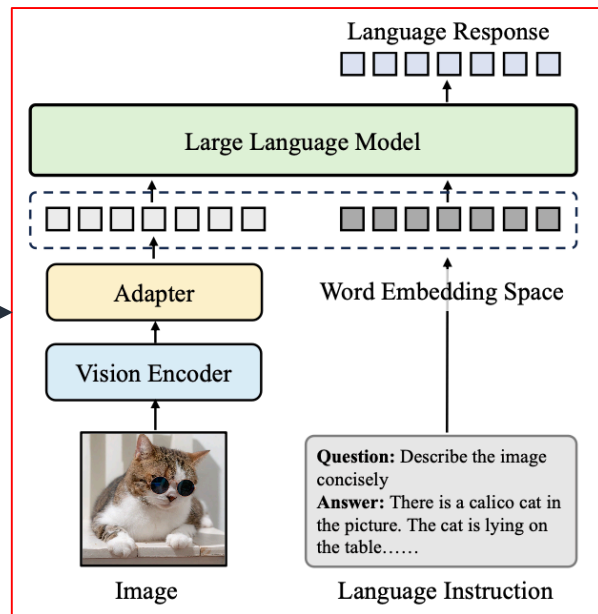 Language Response
Large Language Model
Adapter
Word Embedding Space
Vision Encoder
Question: Describe the image
concisely
Answer: There is a calico cat in
the picture. The cat is lying on
the table……
Image
Language Instruction